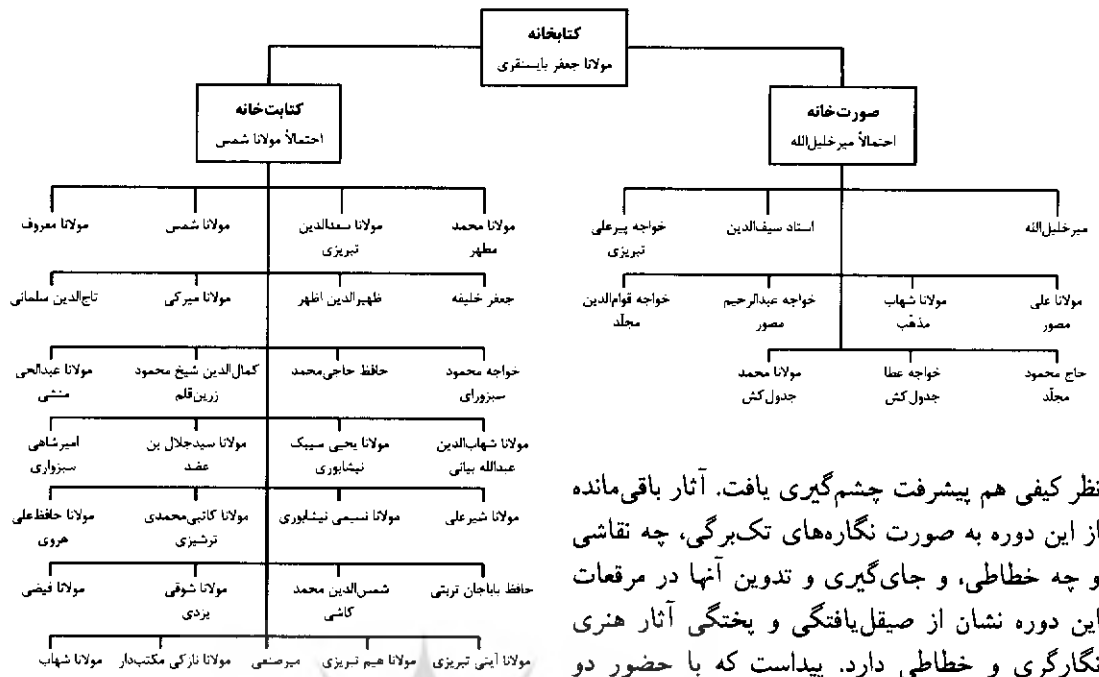 کتابخانه
مولانا جعفر بایسنقری
صورت‌خانه
احتمالاً میرخلیل‌الله
میرخلیل‌الله
استاد سیف‌الدین
خواجه پیرعلی
تبریزی
مولانا علی
مصور
مولانا شهاب
مذهّب
خواجه عبدالرحیم
مصور
خواجه قوام‌الدین
مجلّد
حاج محمود
مجلّد
خواجه عطا
جدول‌کش
مولانا محمد
جدول‌کش
کتابت‌خانه
احتمالاً مولانا شمس
مولانا محمد
مطهر
مولانا سعدالدین
تبریزی
مولانا شمس
مولانا معروف
جعفر خلیفه
ظهیرالدین اظهر
مولانا میرکی
تاج‌الدین سلمانی
خواجه محمود
سبزورای
حافظ حاجی‌محمد
کمال‌الدین شیخ محمود
زرین‌قلم
مولانا عبدالحی
منشی
مولانا شهاب‌الدین
عبدالله بیانی
مولانا یحیی سیبک
نیشابوری
مولانا سیدجلال بن
عضد
امیرشاهی
سبزواری
مولانا شیرعلی
مولانا نسیمی نیشابوری
مولانا کاتبی‌محمدی
ترشیزی
مولانا حافظ‌علی
هروی
حافظ باباجان تربتی
شمس‌الدین محمد
کاشی
مولانا شوقی
یزدی
مولانا فیضی
مولانا آینی تبریزی
مولانا هیم تبریزی
میرصنعی
مولانا نازکی مکتب‌دار
مولانا شهاب
نظر کیفی هم پیشرفت چشم‌گیری یافت. آثار باقی‌مانده
از این دوره به صورت نگاره‌های تک‌برگی، چه نقاشی
و چه خطاطی، و جای‌گیری و تدوین آنها در مرقعات
این دوره نشان از صیقل‌یافتگی و پختگی آثار هنری
نگارگری و خطاطی دارد. پیداست که با حضور دو